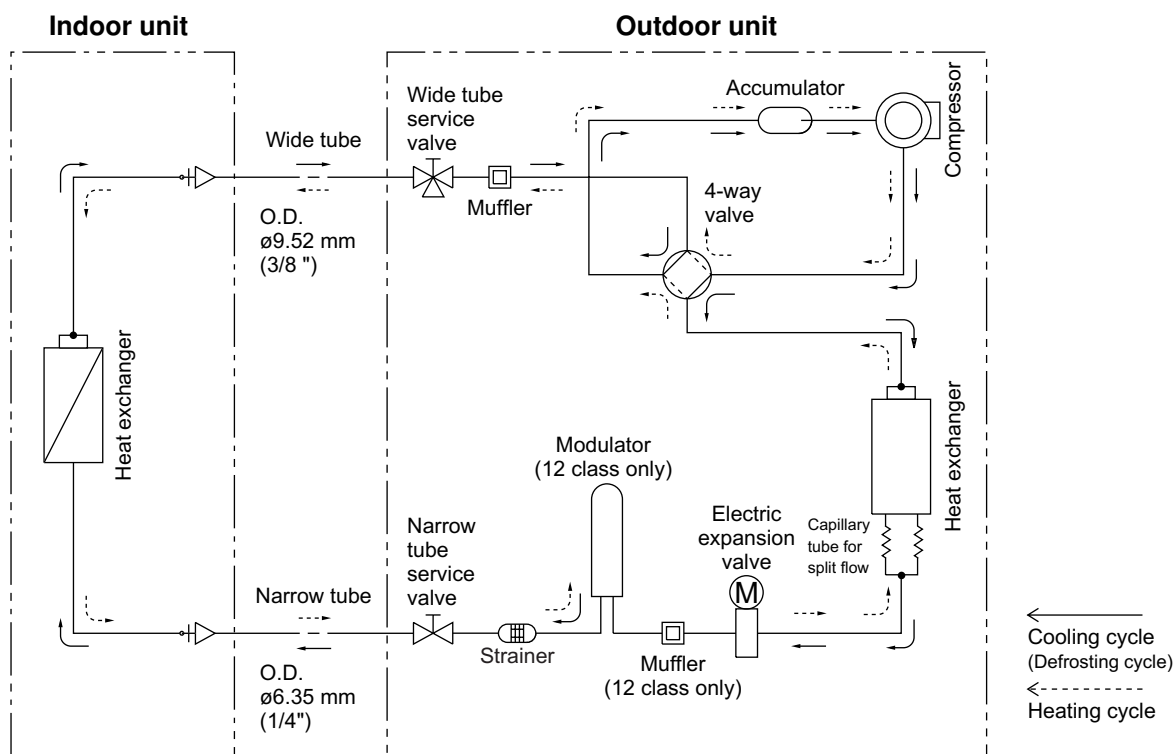 Indoor unit
Outdoor unit
Wide tube
O.D.
ø9.52 mm
(3/8 ")
Wide tube
service
valve
Muffler
Accumulator
Compressor
4-way
valve
Heat exchanger
Heat exchanger
Modulator
(12 class only)
Electric
expansion
valve
M
Capillary
tube for
split flow
Narrow
tube
service
valve
Narrow tube
O.D.
ø6.35 mm
(1/4")
Strainer
Muffler
(12 class only)
Cooling cycle
(Defrosting cycle)
Heating cycle